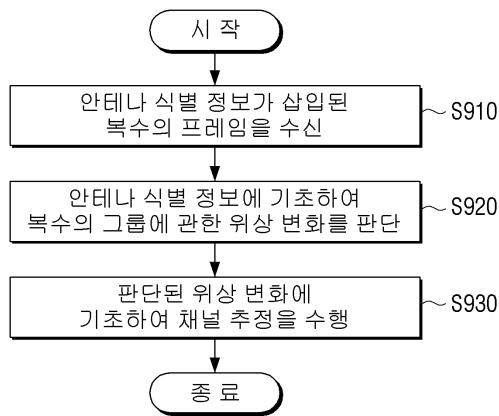 시 작
안테나 식별 정보가 삽입된
복수의 프레임을 수신
S910
안테나 식별 정보에 기초하여
복수의 그룹에 관한 위상 변화를 판단
S920
판단된 위상 변화에
기초하여 채널 추정을 수행
S930
종 료